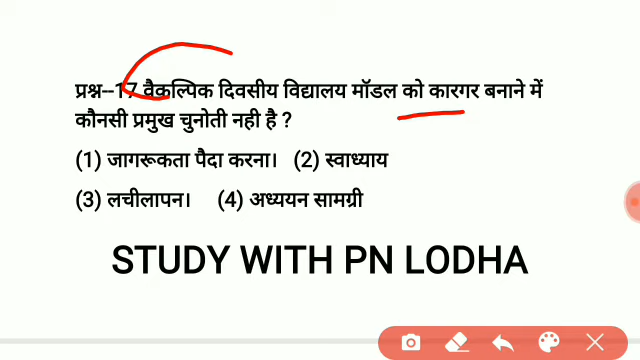 प्रश्न--17 वैकल्पिक दिवसीय विद्यालय मॉडल को कारगर बनाने में
कौनसी प्रमुख चुनोती नही है ?
(1) जागरूकता पैदा करना। (2) स्वाध्याय
(3) लचीलापन। (4) अध्ययन सामग्री
STUDY WITH PN LODHA